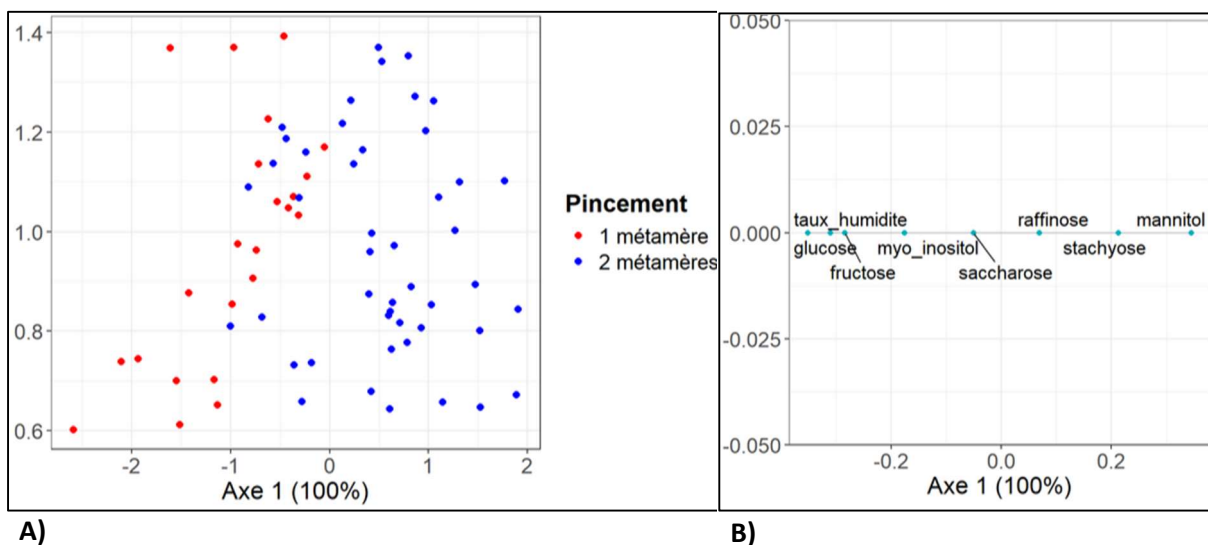 1.4
1.2
1.0
0.8
0.6
-2 -1 0 1 2
Axe 1 (100%)
Pincement
1 métamère
2 métamères
A)
0.050
0.025
0.000
-0.025
-0.050
taux_humidite raffinose mannitol
glucose myo_inositol stachyose
fructose saccharose
-0.2 0.0 0.2
Axe 1 (100%)
B)